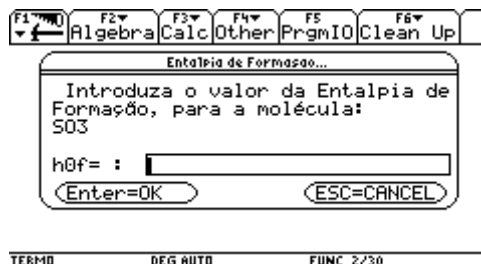 F1 F2 F3 F4 F5 F6
Algebra Calc Other PrgmIO Clean Up
Entalpia de Formasao...
Introduza o valor da Entalpia de
Formação, para a molécula:
SO3
h0f= :
Enter=OK ESC=CANCEL
TERMO DEG AUTO FUNC 2/30